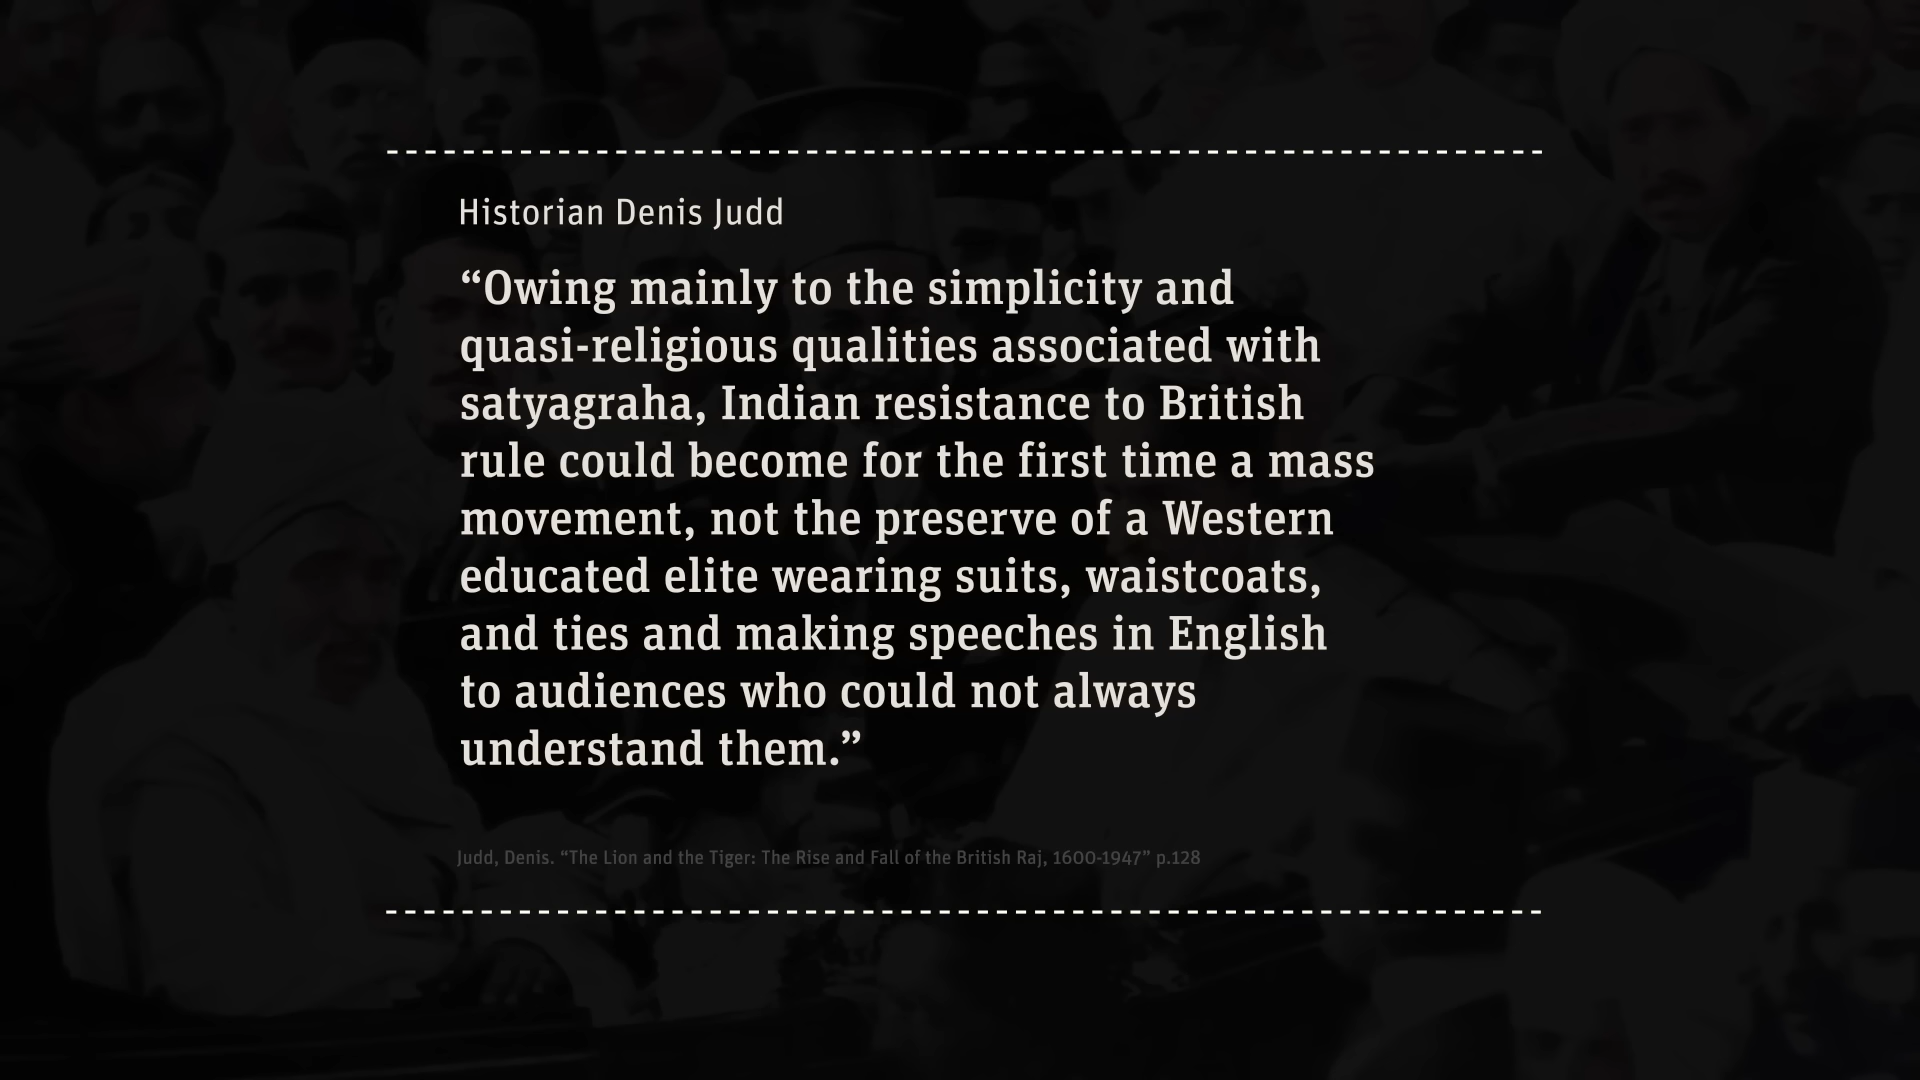 Historian Denis Judd
“Owing mainly to the simplicity and
quasi-religious qualities associated with
satyagraha, Indian resistance to British
rule could become for the first time a mass
movement, not the preserve of a Western
educated elite wearing suits, waistcoats,
and ties and making speeches in English
to audiences who could not always
understand them.”
Judd, Denis. “The Lion and the Tiger: The Rise and Fall of the British Raj, 1600-1947” p.128